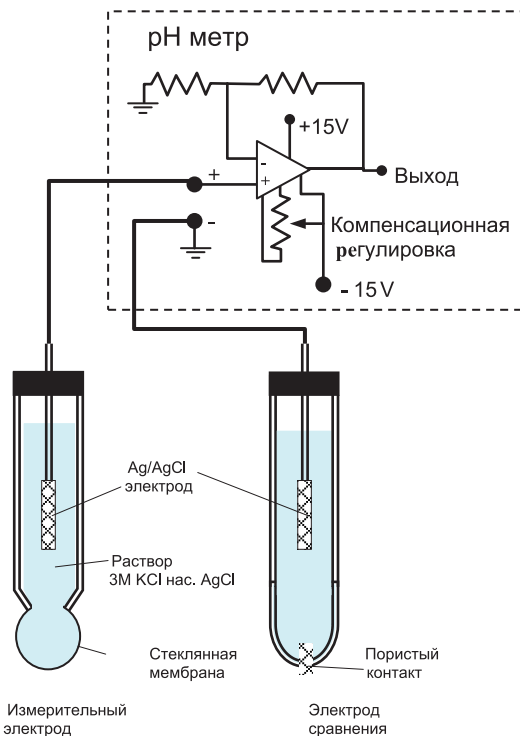 pH метр
+15V
-
+
+
Выход
-
Компенсационная
регулировка
- 15V
Ag/AgCl
электрод
Раствор
3M KCl нас. AgCl
Стеклянная
мембрана
Пористый
контакт
Измерительный
электрод
Электрод
сравнения